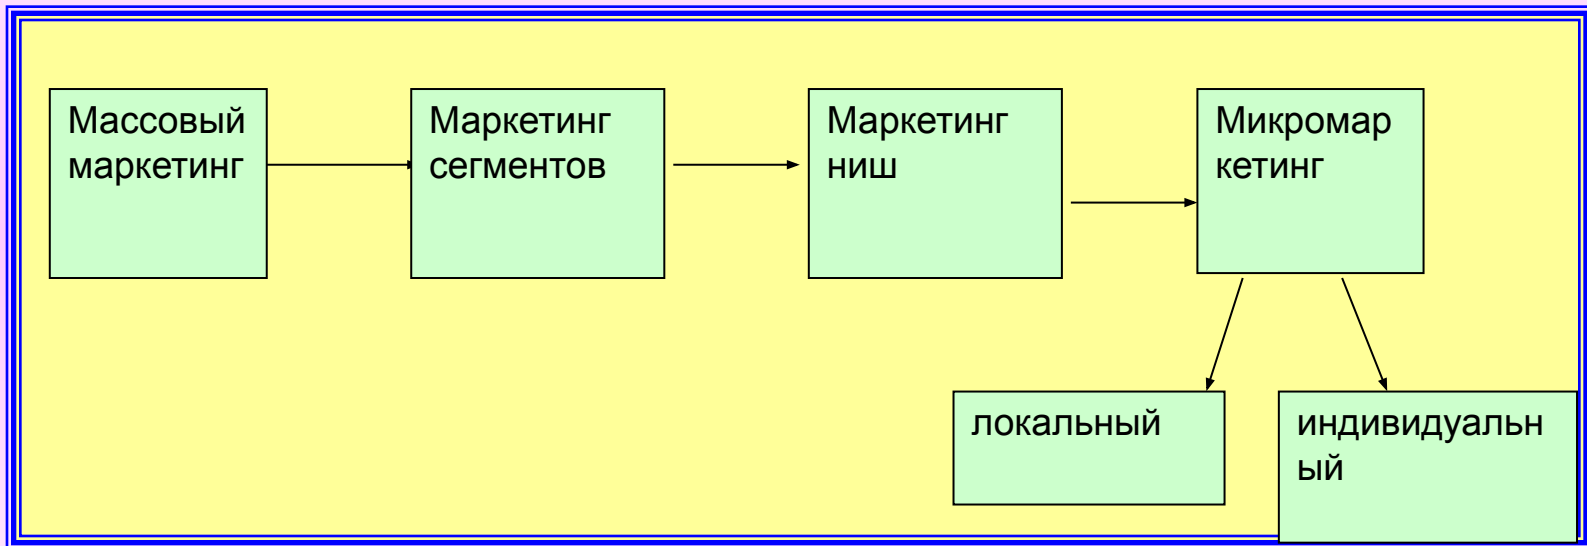 Массовый
маркетинг
Маркетинг
сегментов
Маркетинг
ниш
Микромар
кетинг
локальный
индивидуальн
ый